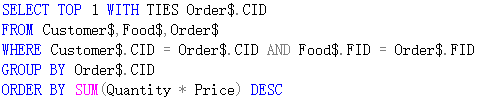 SELECT TOP 1 WITH TIES Order$.CID
FROM Customer$,Food$,Order$
WHERE Customer$.CID = Order$.CID AND Food$.FID = Order$.FID
GROUP BY Order$.CID
ORDER BY SUM(Quantity * Price) DESC